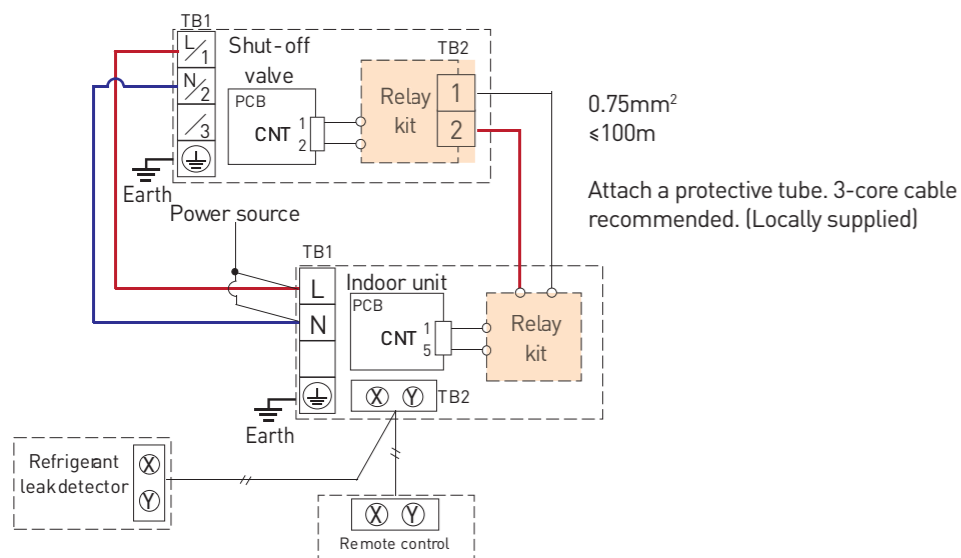 TB1
L/1
Shut-off
valve
TB2
N/2
PCB
Relay
kit
1
CNT
1
2
2
/3
0.75mm²
≤100m
Earth
Attach a protective tube. 3-core cable
recommended. (Locally supplied)
Power source
TB1
Indoor unit
L
PCB
N
CNT
1
5
Relay
kit
X Y
TB2
Earth
Refrigerant
leak detector
X
Y
X Y
Remote control